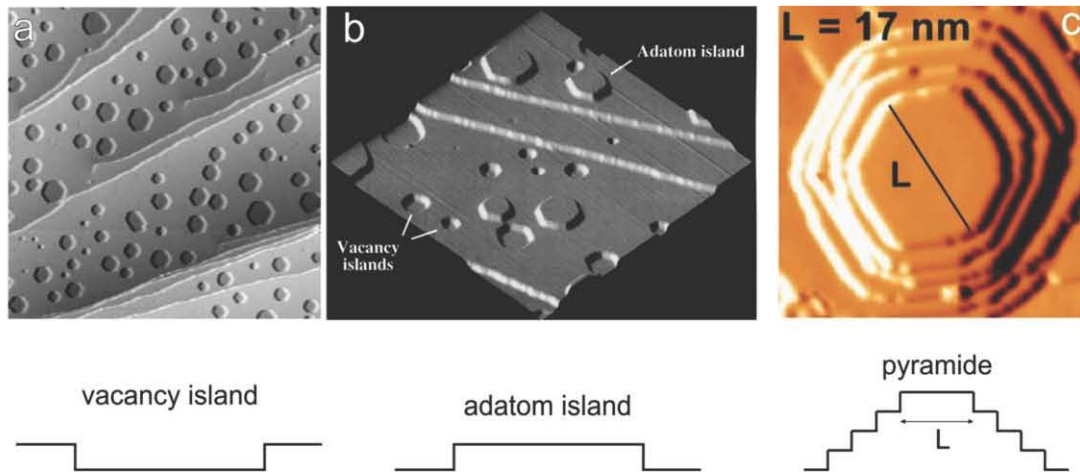 a
b
Adatom island
Vacancy
islands
L = 17 nm
c
L
vacancy island
adatom island
pyramide
L